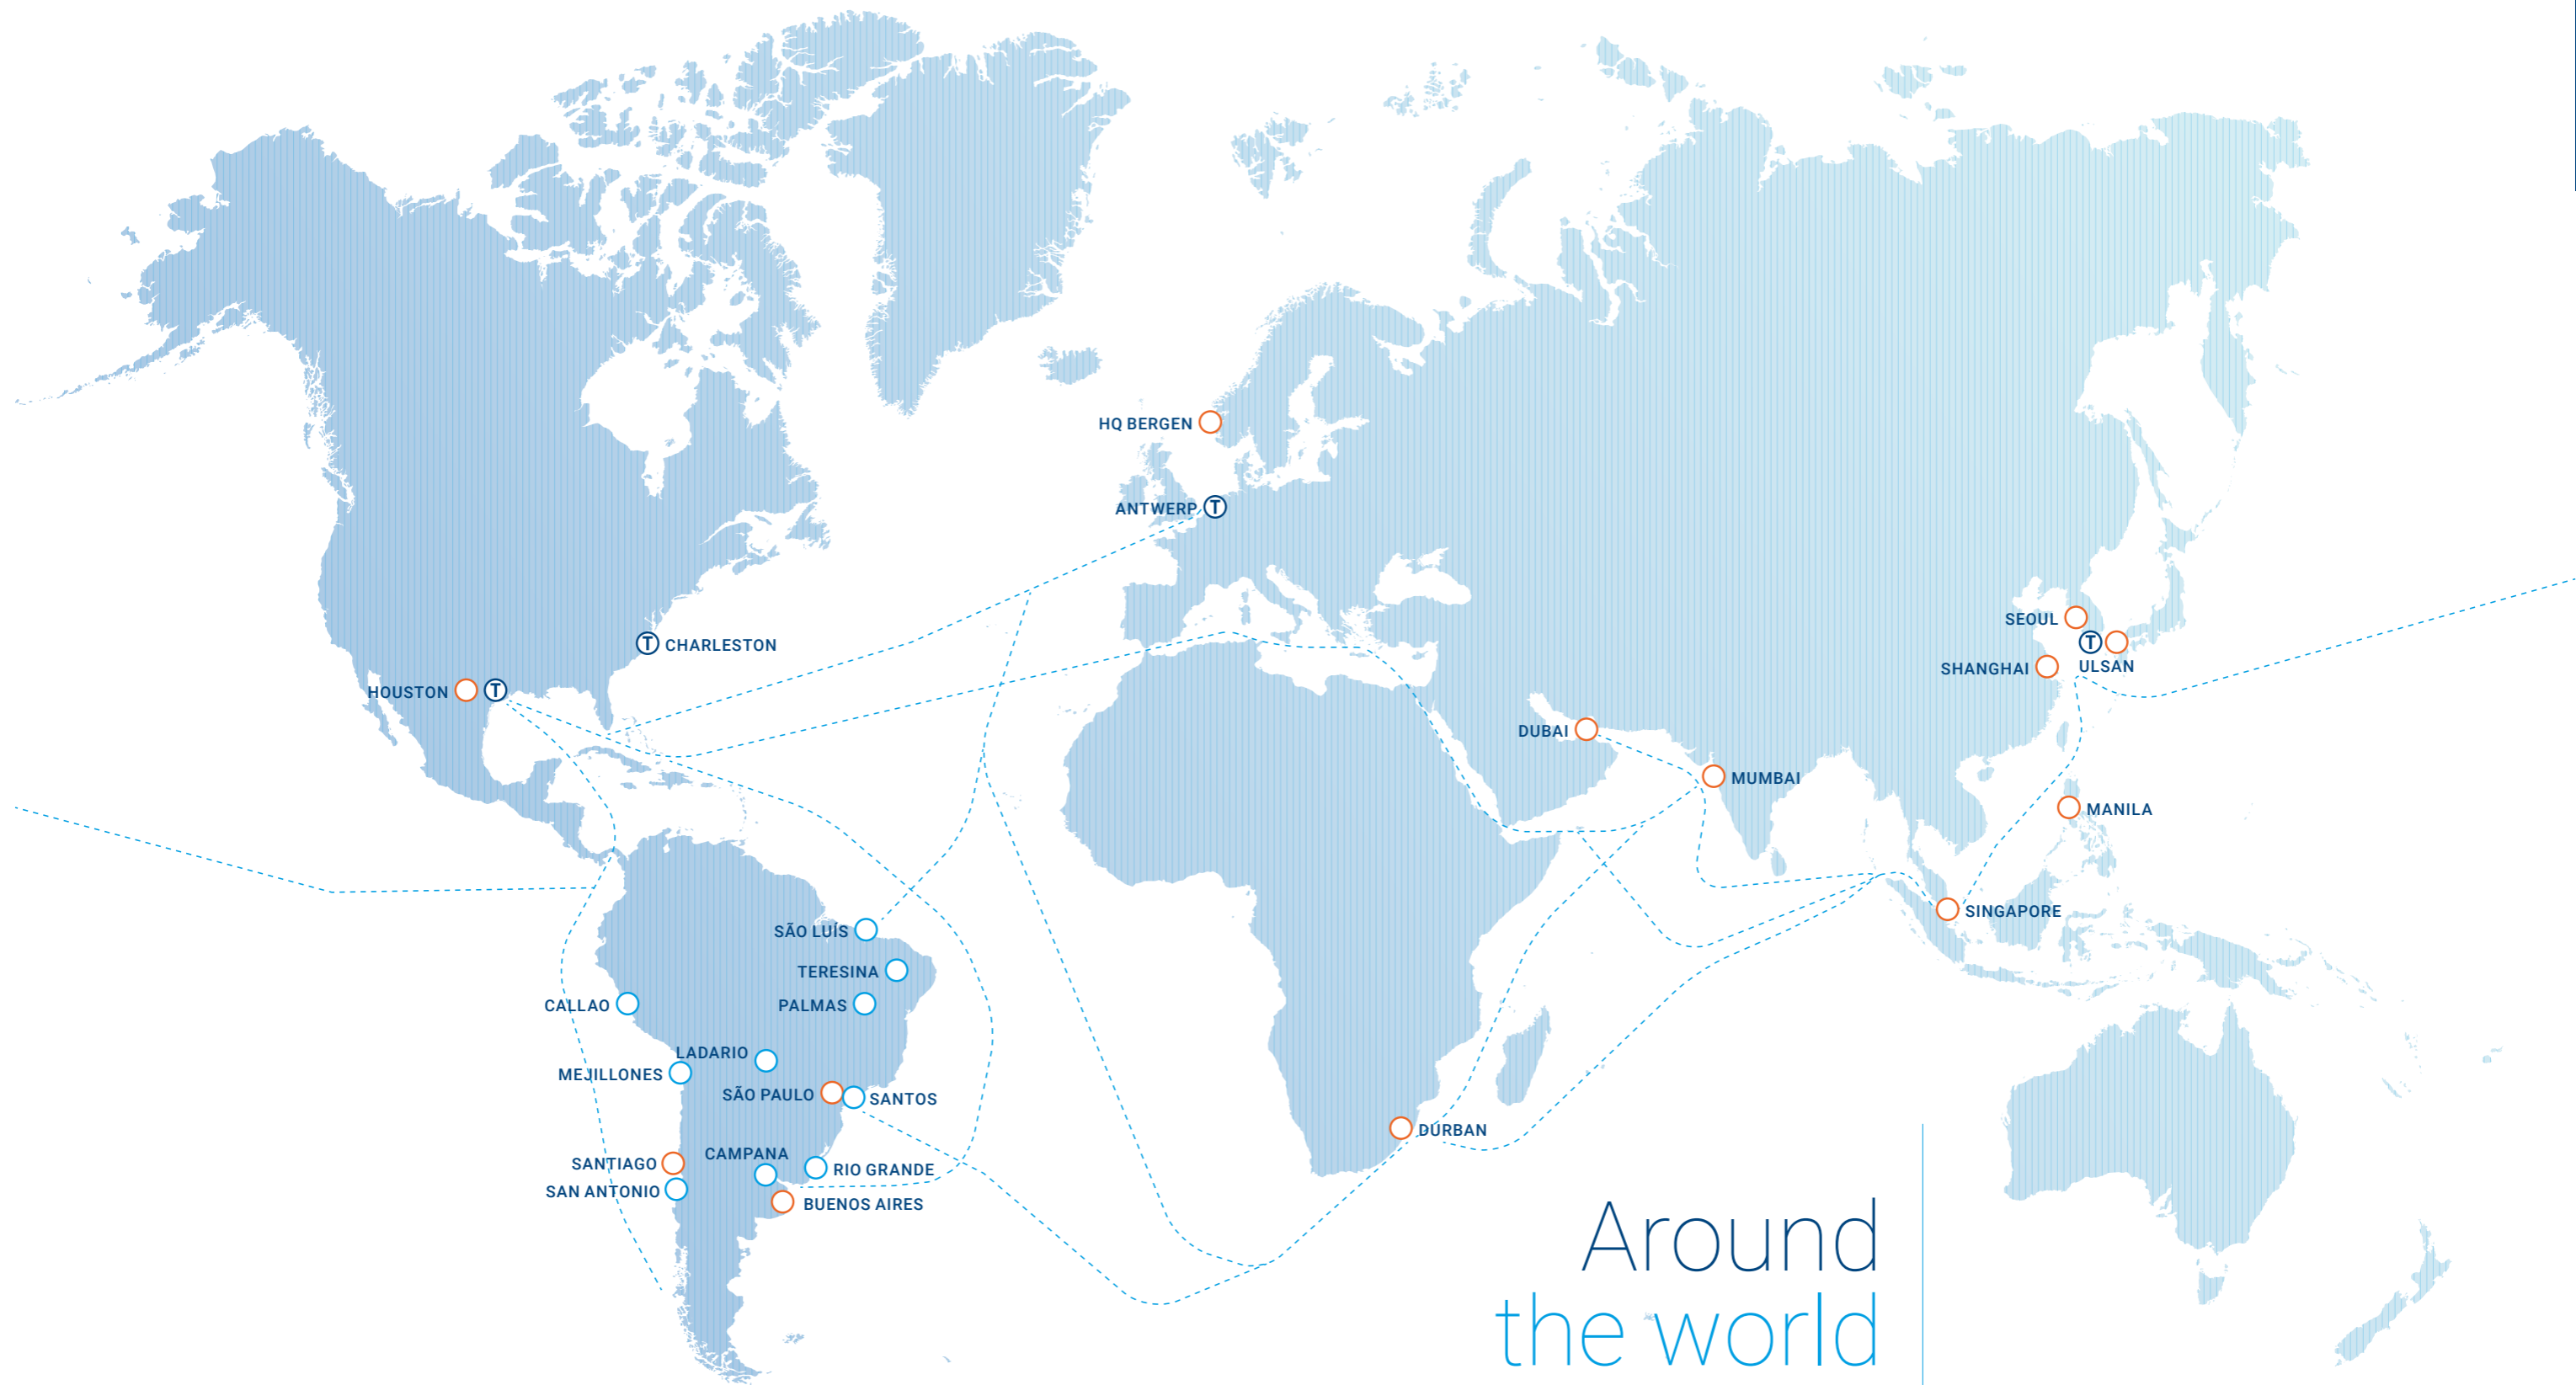 HQ BERGEN
ANTWERP T
T CHARLESTON
HOUSTON T
SEOUL
T
ULSAN
SHANGHAI
DUBAI
MUMBAI
MANILA
SINGAPORE
SÃO LUÍS
TERESINA
PALMAS
CALLAO
LADARIO
MEJILLONES
SÃO PAULO
SANTOS
DURBAN
CAMPANA
SANTIAGO
RIO GRANDE
SAN ANTONIO
BUENOS AIRES
Around
the world